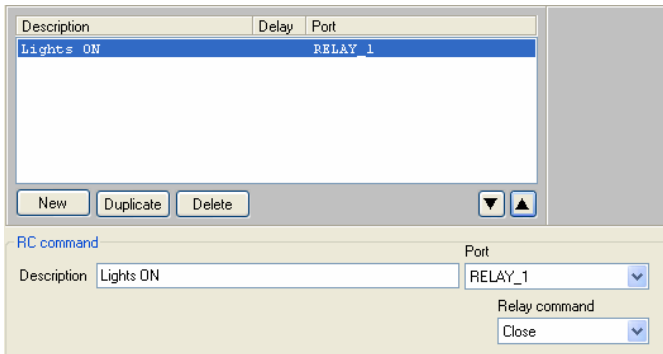 Description Delay Port
Lights ON RELAY_1
New Duplicate Delete
RC command
Port
Description Lights ON RELAY_1
Relay command
Close